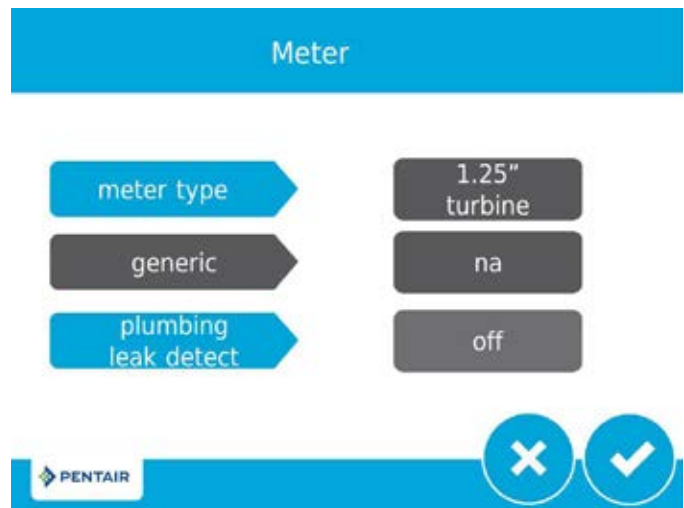 Meter
meter type
1.25”
turbine
generic
na
plumbing
leak detect
off
PENTAIR